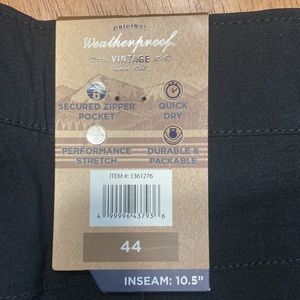 ORIGINAL
Weatherproof
VINTAGE
since 1948
SECURED ZIPPER
POCKET
QUICK
DRY
PERFORMANCE
STRETCH
DURABLE &
PACKABLE
ITEM #: 1361276
4 99996 43793 6
44
INSEAM: 10.5"